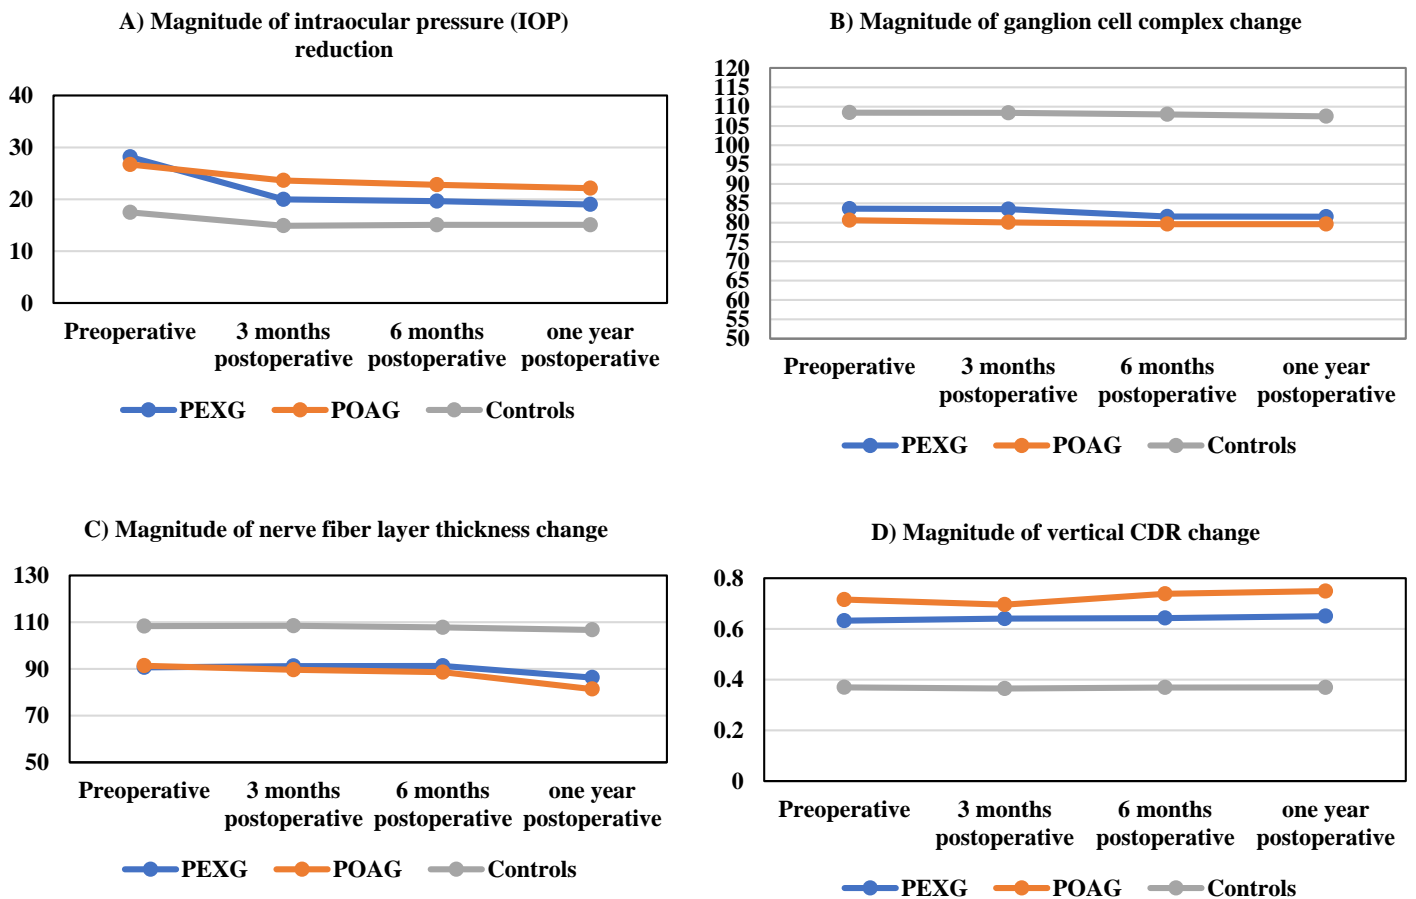 A) Magnitude of intraocular pressure (IOP)
reduction
40
30
20
10
0
Preoperative
3 months
postoperative
6 months
postoperative
one year
postoperative
PEXG
POAG
Controls
B) Magnitude of ganglion cell complex change
120
115
110
105
100
95
90
85
80
75
70
65
60
55
50
Preoperative
3 months
postoperative
6 months
postoperative
one year
postoperative
PEXG
POAG
Controls
C) Magnitude of nerve fiber layer thickness change
130
110
90
70
50
Preoperative
3 months
postoperative
6 months
postoperative
one year
postoperative
PEXG
POAG
Controls
D) Magnitude of vertical CDR change
0.8
0.6
0.4
0.2
0
Preoperative
3 months
postoperative
6 months
postoperative
one year
postoperative
PEXG
POAG
Controls